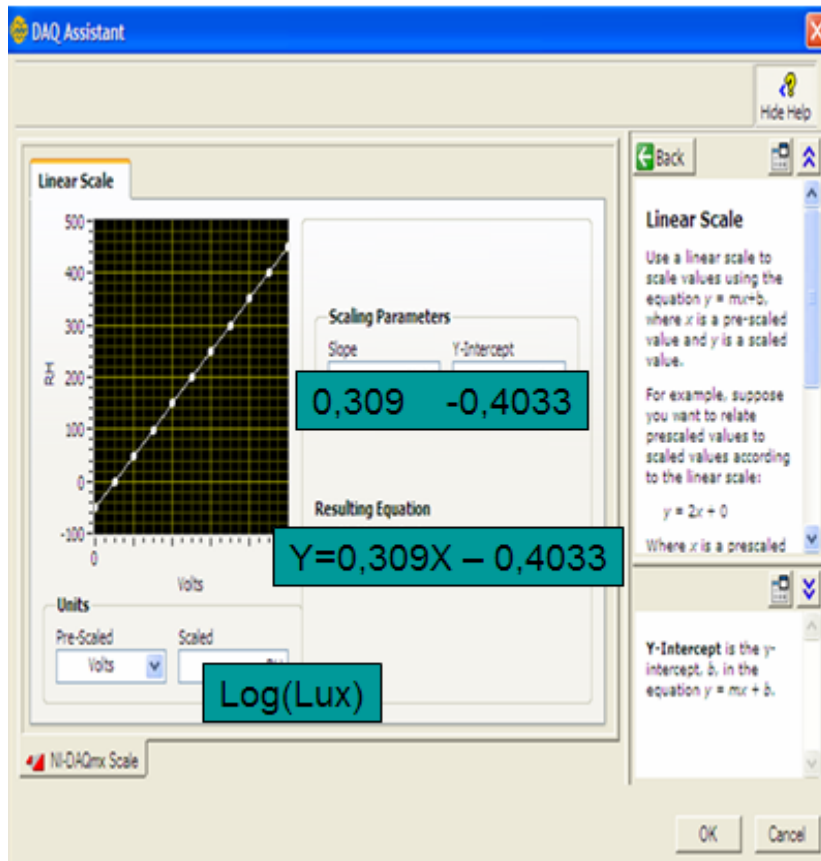 DAQ Assistant
Hide Help
Linear Scale
500
400
300
200
100
0
-100
RH
0
Volts
Scaling Parameters
Slope Y-Intercept
0,309 -0,4033
Resulting Equation
Y=0,309X – 0,4033
Units
Pre-Scaled Scaled
Volts
Log(Lux)
NI-DAQmx Scale
Back
Linear Scale
Use a linear scale to
scale values using the
equation y = mx+b,
where x is a pre-scaled
value and y is a scaled
value.
For example, suppose
you want to relate
prescaled values to
scaled values according
to the linear scale:
y = 2x + 0
Where x is a prescaled
Y-Intercept is the y-
intercept, b, in the
equation y = mx + b.
OK Cancel